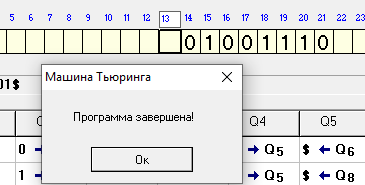 5 6 7 8 9 10 11 12 13 14 15 16 17 18 19 20 21 22 23
0 1 0 0 1 1 1 0
01$
Машина Тьюринга
Программа завершена!
Ок
Q4 Q5
0 → Q5 $ ← Q6
1 → Q5 $ ← Q8